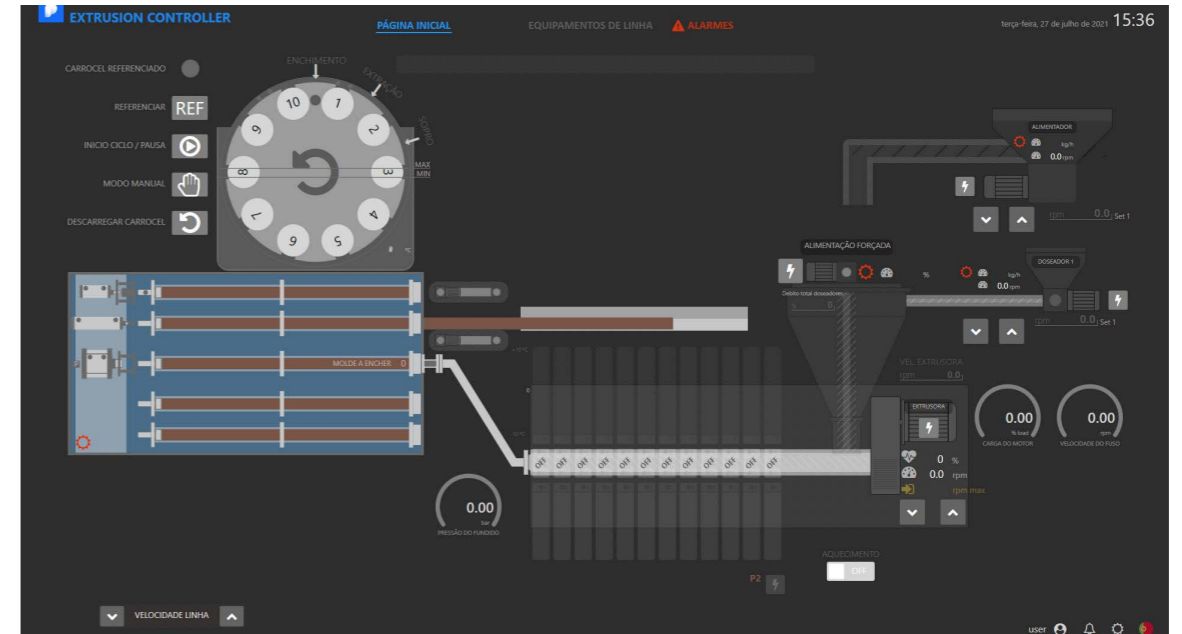 EXTRUSION CONTROLLER
PÁGINA INICIAL
EQUIPAMENTOS DE LINHA
ALARMES
terça-feira, 27 de julho de 2021 15:36
CARROCEL REFERENCIADO
REFERENCIAR REF
INICIO CICLO / PAUSA
MODO MANUAL
DESCARREGAR CARROCEL
ENCHIMENTO
EXTRAÇÃO
SOPRO
10
1
2
3
4
5
6
7
8
9
MAX
MIN
ALIMENTADOR
kg/h
0.0 rpm
rpm 0.0 Set 1
ALIMENTAÇÃO FORÇADA
%
Débito total doseadores
% 0
DOSEADOR 1
kg/h
0.0 rpm
rpm 0.0 Set 1
MOLDE A ENCHER 0
VEL. EXTRUSORA
rpm 0.0
EXTRUSORA
0 %
0.0 rpm
rpm max
0.00
% load
CARGA DO MOTOR
0.00
rpm
VELOCIDADE DO FUSO
OFF OFF OFF OFF OFF OFF OFF OFF OFF OFF OFF OFF
0.00
bar
PRESSÃO DO FUNDIDO
AQUECIMENTO
OFF
P2
VELOCIDADE LINHA
user